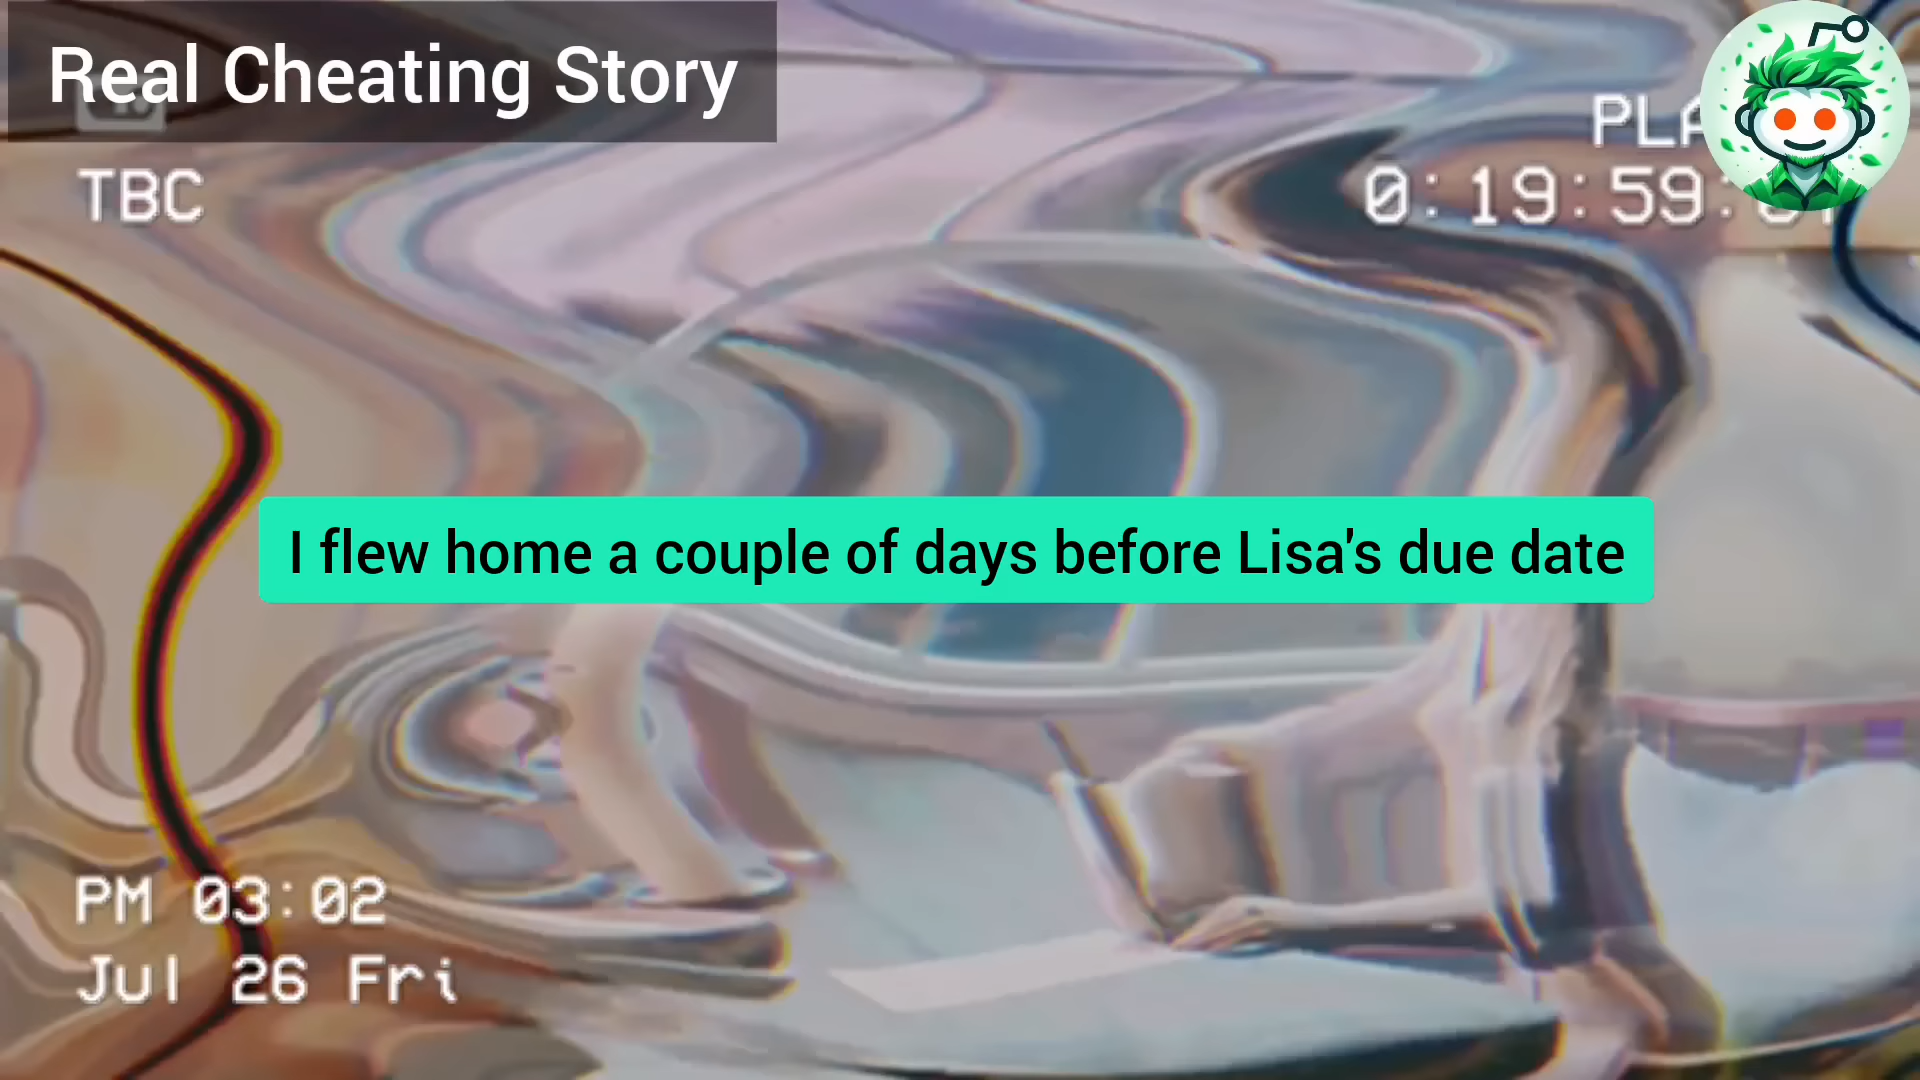 Real Cheating Story
TBC
PLA
0:19:59:
I flew home a couple of days before Lisa's due date
PM 03:02
Jul 26 Fri